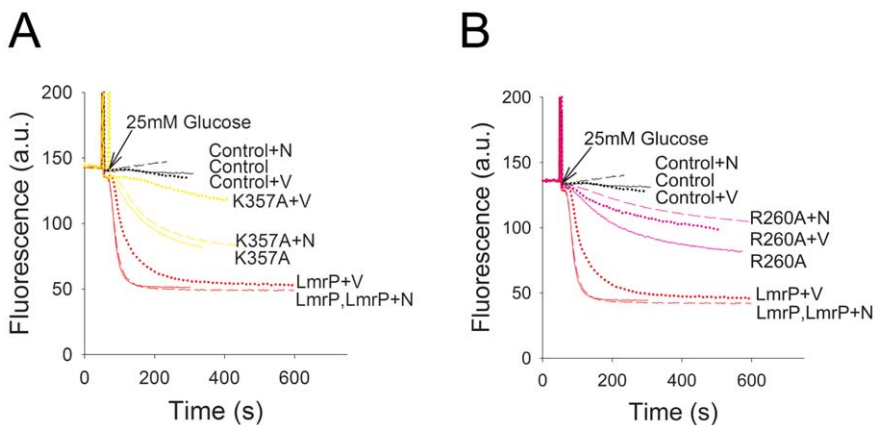 A
Fluorescence (a.u.)
200
150
100
50
0
25mM Glucose
Control+N
Control
Control+V
K357A+V
K357A+N
K357A
LmrP+V
LmrP,LmrP+N
0 200 400 600
Time (s)
B
Fluorescence (a.u.)
200
150
100
50
0
25mM Glucose
Control+N
Control
Control+V
R260A+N
R260A+V
R260A
LmrP+V
LmrP,LmrP+N
0 200 400 600
Time (s)